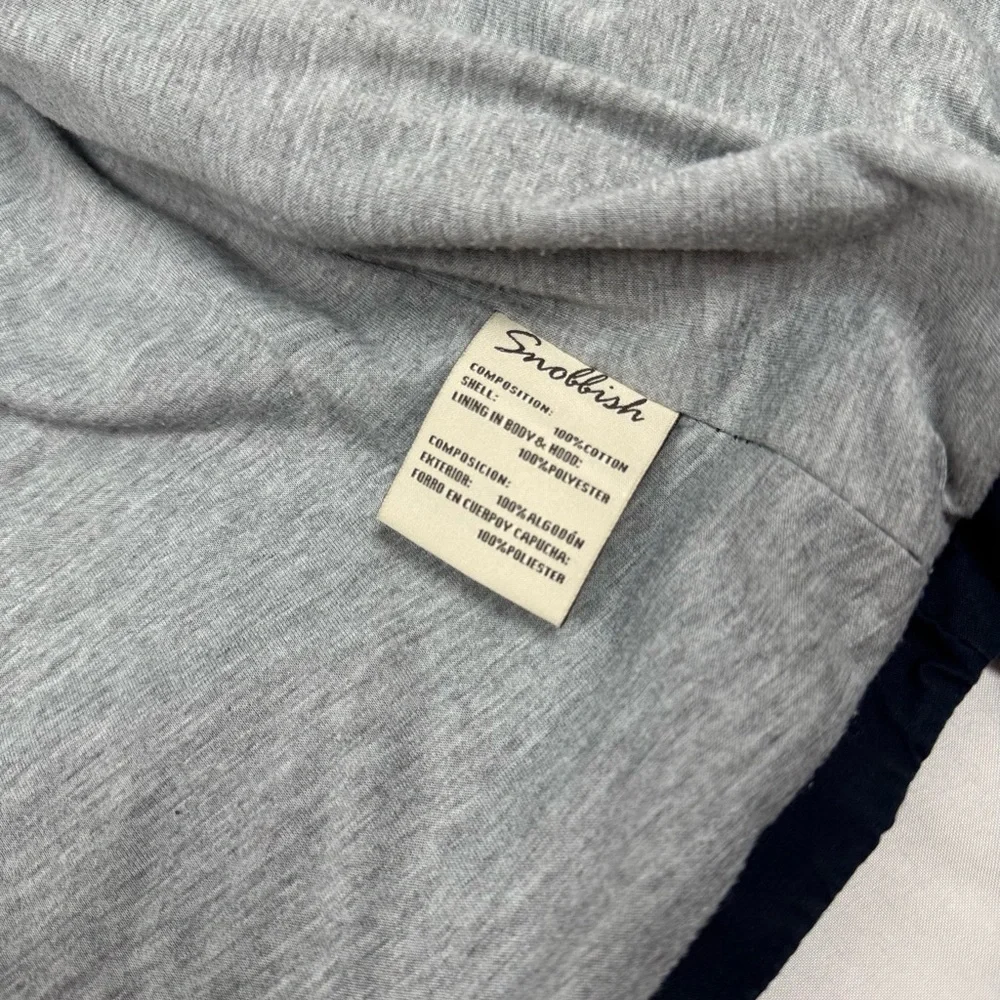 Snobbish
COMPOSITION:
SHELL:
100%COTTON
LINING IN BODY & HOOD:
100%POLYESTER
COMPOSICION:
EXTERIOR:
100%ALGODÓN
FORRO EN CUERPOY CAPUCHA:
100%POLIESTER